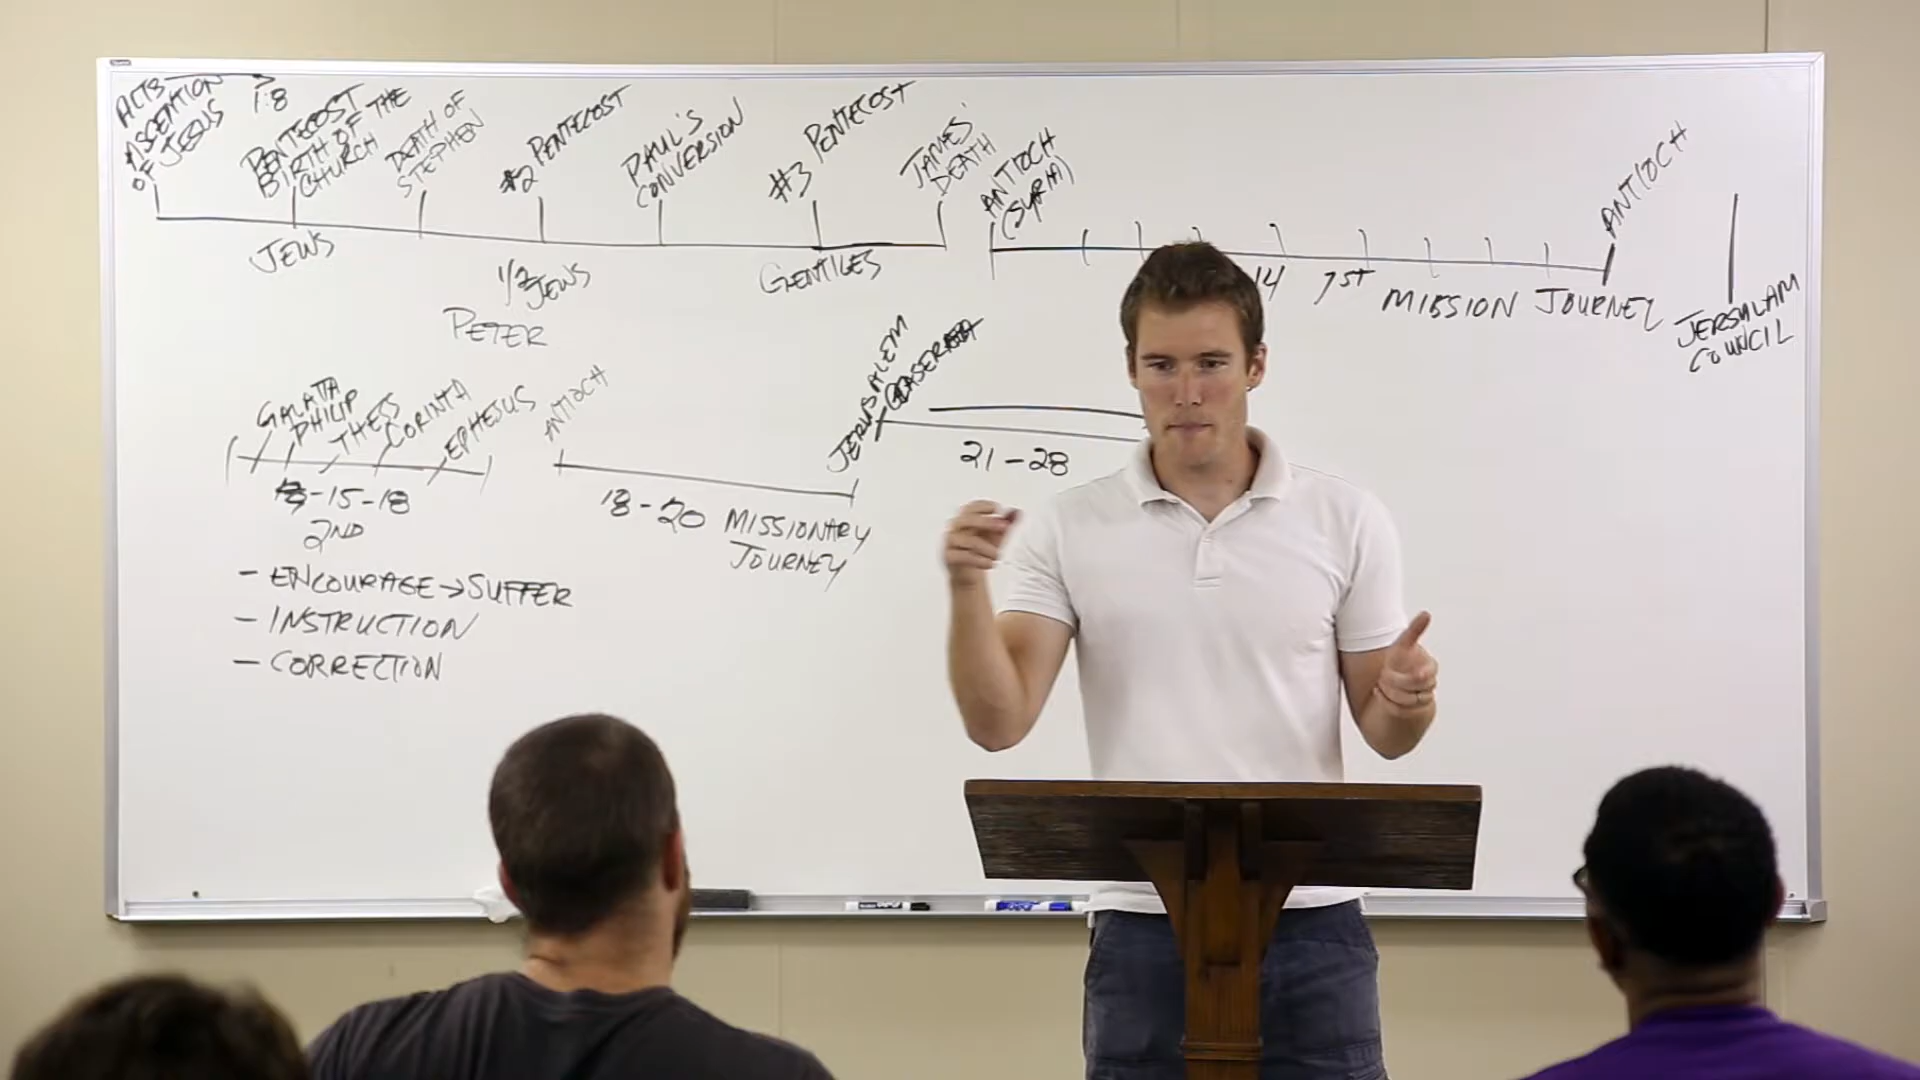 ACTS
1:8
ASCENTION
OF JESUS
PENTECOST
BIRTH OF THE
CHURCH
DEATH OF
STEPHEN
#2 PENTECOST
PAUL'S
CONVERSION
#3 PENTECOST
JAMES'
DEATH
ANTIOCH
(SYRIA)
ANTIOCH
JEWS
1/2 JEWS
GENTILES
PETER
14 1ST MISSION JOURNEY
JERSULAM
COUNCIL
GALATIA
PHILIP
THESS
CORINTH
EPHESUS
ANTIOCH
JERUSALEM
-15-18
2ND
18-20 MISSIONARY
JOURNEY
21-28
- ENCOURAGE → SUFFER
- INSTRUCTION
- CORRECTION